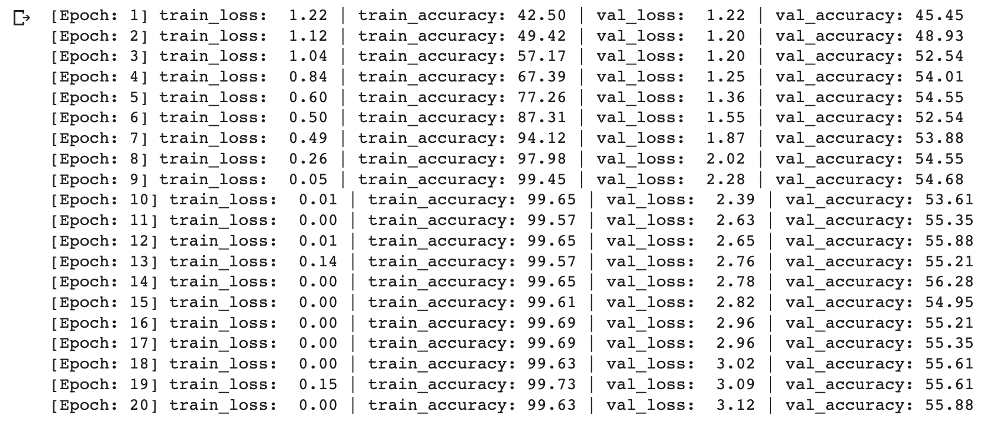 [Epoch: 1] train_loss:  1.22 | train_accuracy: 42.50 | val_loss:  1.22 | val_accuracy: 45.45
[Epoch: 2] train_loss:  1.12 | train_accuracy: 49.42 | val_loss:  1.20 | val_accuracy: 48.93
[Epoch: 3] train_loss:  1.04 | train_accuracy: 57.17 | val_loss:  1.20 | val_accuracy: 52.54
[Epoch: 4] train_loss:  0.84 | train_accuracy: 67.39 | val_loss:  1.25 | val_accuracy: 54.01
[Epoch: 5] train_loss:  0.60 | train_accuracy: 77.26 | val_loss:  1.36 | val_accuracy: 54.55
[Epoch: 6] train_loss:  0.50 | train_accuracy: 87.31 | val_loss:  1.55 | val_accuracy: 52.54
[Epoch: 7] train_loss:  0.49 | train_accuracy: 94.12 | val_loss:  1.87 | val_accuracy: 53.88
[Epoch: 8] train_loss:  0.26 | train_accuracy: 97.98 | val_loss:  2.02 | val_accuracy: 54.55
[Epoch: 9] train_loss:  0.05 | train_accuracy: 99.45 | val_loss:  2.28 | val_accuracy: 54.68
[Epoch: 10] train_loss:  0.01 | train_accuracy: 99.65 | val_loss:  2.39 | val_accuracy: 53.61
[Epoch: 11] train_loss:  0.00 | train_accuracy: 99.57 | val_loss:  2.63 | val_accuracy: 55.35
[Epoch: 12] train_loss:  0.01 | train_accuracy: 99.65 | val_loss:  2.65 | val_accuracy: 55.88
[Epoch: 13] train_loss:  0.14 | train_accuracy: 99.57 | val_loss:  2.76 | val_accuracy: 55.21
[Epoch: 14] train_loss:  0.00 | train_accuracy: 99.65 | val_loss:  2.78 | val_accuracy: 56.28
[Epoch: 15] train_loss:  0.00 | train_accuracy: 99.61 | val_loss:  2.82 | val_accuracy: 54.95
[Epoch: 16] train_loss:  0.00 | train_accuracy: 99.69 | val_loss:  2.96 | val_accuracy: 55.21
[Epoch: 17] train_loss:  0.00 | train_accuracy: 99.69 | val_loss:  2.96 | val_accuracy: 55.35
[Epoch: 18] train_loss:  0.00 | train_accuracy: 99.63 | val_loss:  3.02 | val_accuracy: 55.61
[Epoch: 19] train_loss:  0.15 | train_accuracy: 99.73 | val_loss:  3.09 | val_accuracy: 55.61
[Epoch: 20] train_loss:  0.00 | train_accuracy: 99.63 | val_loss:  3.12 | val_accuracy: 55.88